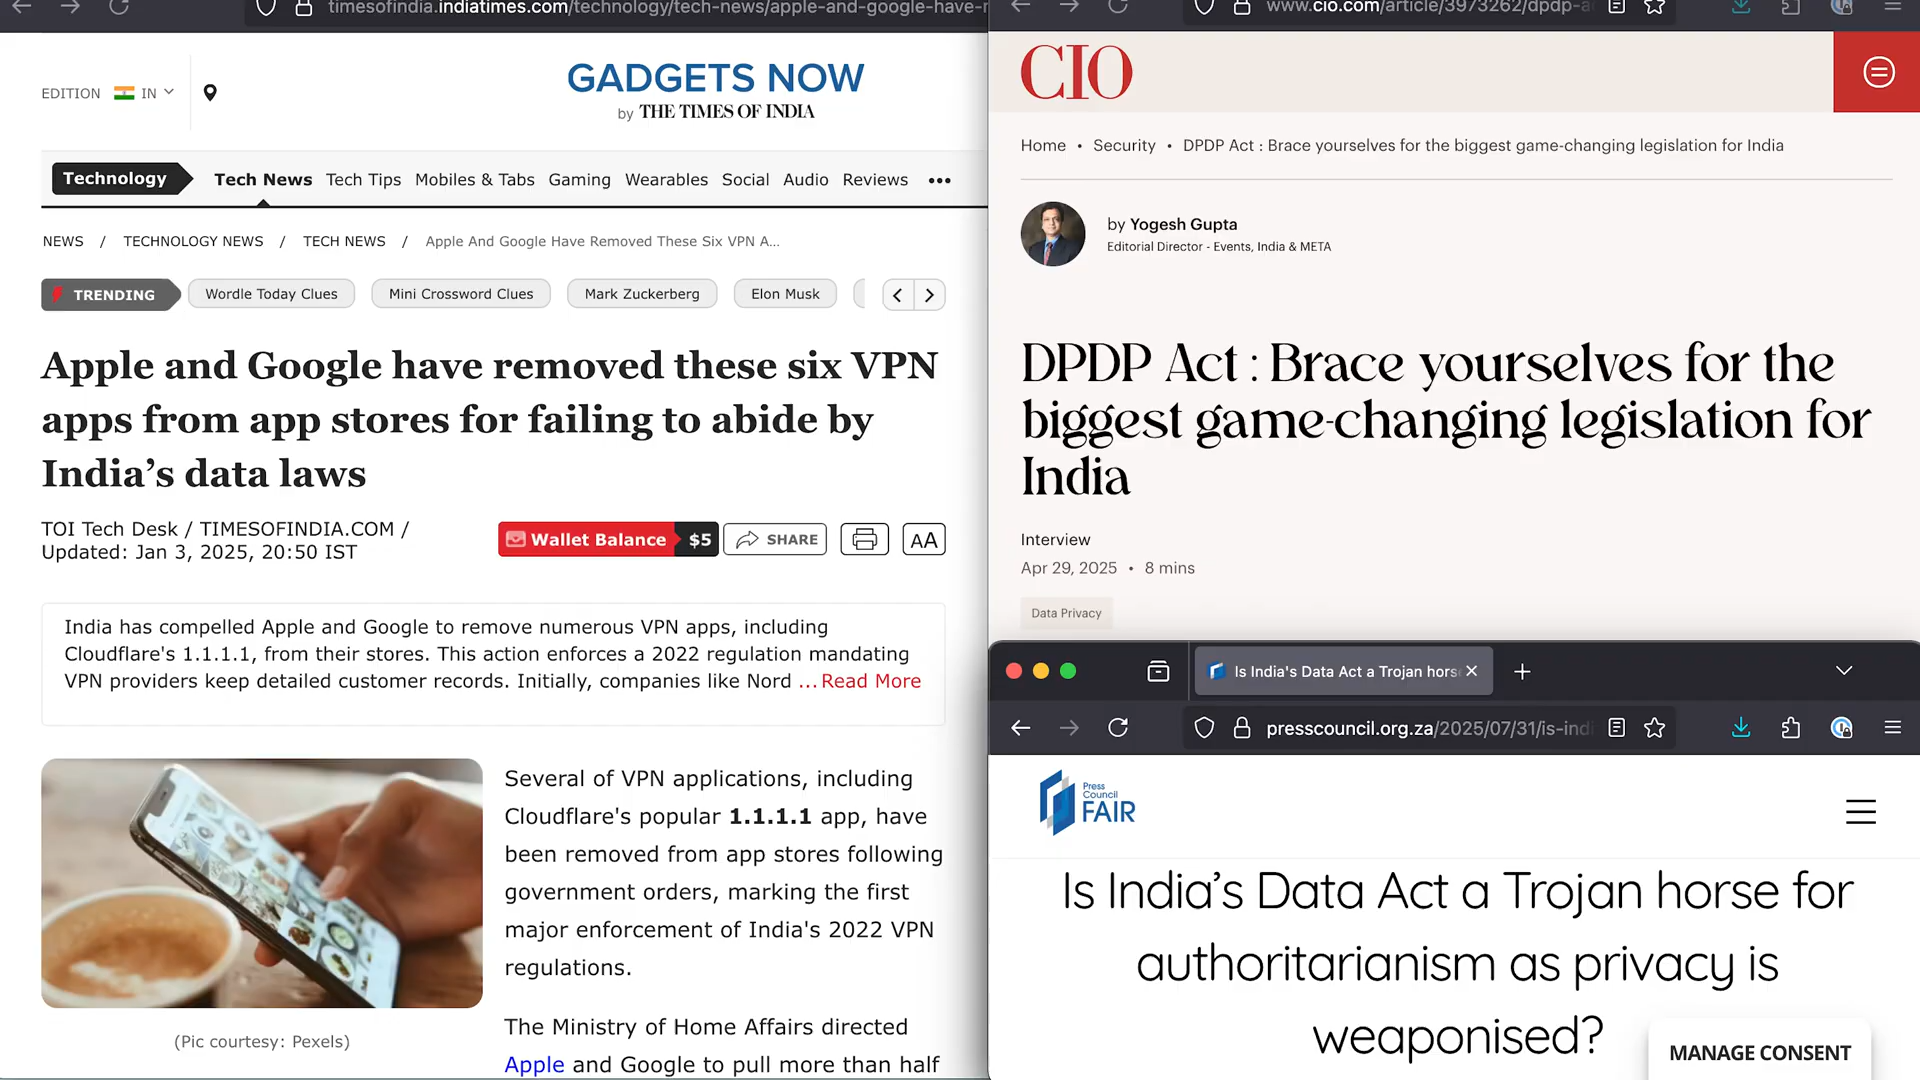 timesofindia.indiatimes.com/technology/tech-news/apple-and-google-have-r
EDITION IN
GADGETS NOW
by THE TIMES OF INDIA
Technology Tech News Tech Tips Mobiles & Tabs Gaming Wearables Social Audio Reviews •••
NEWS / TECHNOLOGY NEWS / TECH NEWS / Apple And Google Have Removed These Six VPN A...
TRENDING Wordle Today Clues Mini Crossword Clues Mark Zuckerberg Elon Musk
Apple and Google have removed these six VPN
apps from app stores for failing to abide by
India's data laws
TOI Tech Desk / TIMESOFINDIA.COM /
Updated: Jan 3, 2025, 20:50 IST
Wallet Balance $5 SHARE AA
India has compelled Apple and Google to remove numerous VPN apps, including
Cloudflare's 1.1.1.1, from their stores. This action enforces a 2022 regulation mandating
VPN providers keep detailed customer records. Initially, companies like Nord ...Read More
Several of VPN applications, including
Cloudflare's popular 1.1.1.1 app, have
been removed from app stores following
government orders, marking the first
major enforcement of India's 2022 VPN
regulations.
(Pic courtesy: Pexels)
The Ministry of Home Affairs directed
Apple and Google to pull more than half
www.cio.com/article/3973262/dpdp-a
CIO
Home • Security • DPDP Act : Brace yourselves for the biggest game-changing legislation for India
by Yogesh Gupta
Editorial Director - Events, India & META
DPDP Act : Brace yourselves for the
biggest game-changing legislation for
India
Interview
Apr 29, 2025 • 8 mins
Data Privacy
Is India's Data Act a Trojan hors
presscouncil.org.za/2025/07/31/is-indi
Press
Council
FAIR
Is India's Data Act a Trojan horse for
authoritarianism as privacy is
weaponised?
MANAGE CONSENT